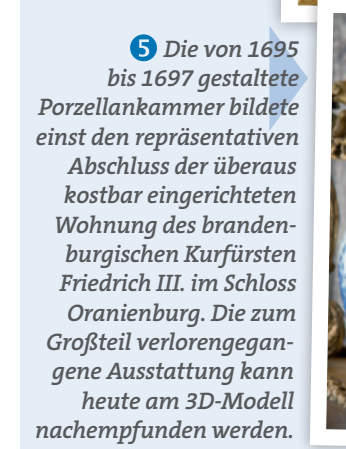 5 Die von 1695
bis 1697 gestaltete
Porzellankammer bildete
einst den repräsentativen
Abschluss der überaus
kostbar eingerichteten
Wohnung des branden-
burgischen Kurfürsten
Friedrich III. im Schloss
Oranienburg. Die zum
Großteil verlorengegan-
gene Ausstattung kann
heute am 3D-Modell
nachempfunden werden.